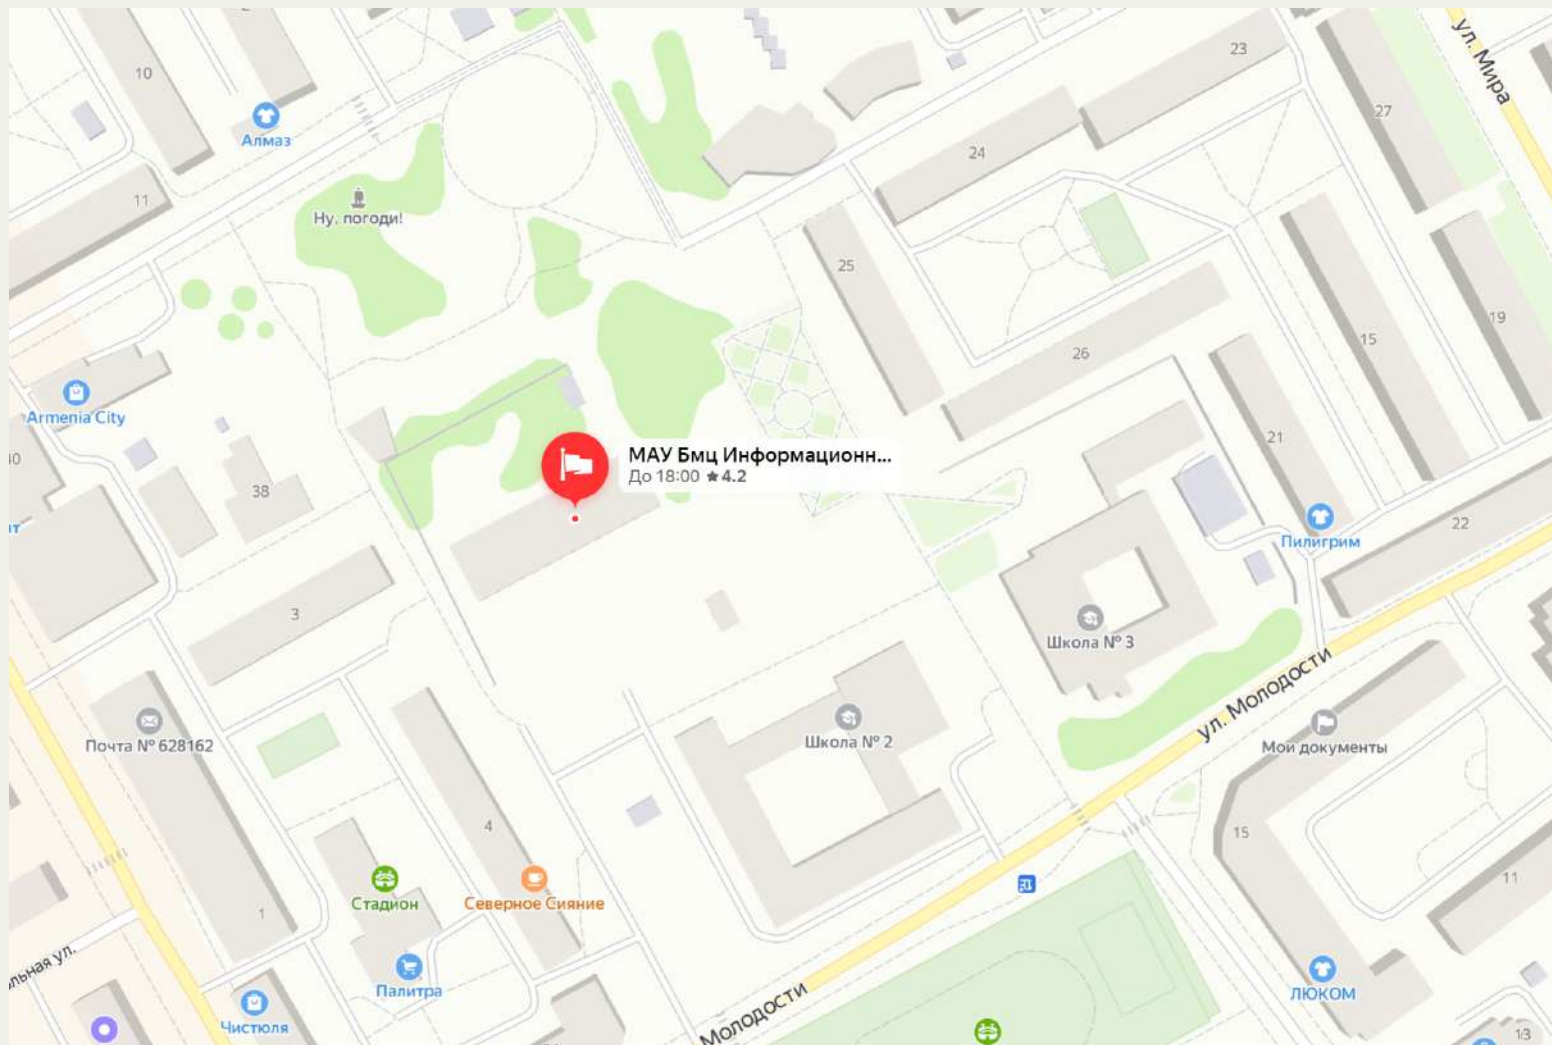 ул. Мира
23
10
27
Алмаз
24
11
Ну, погоди!
25
19
15
26
Armenia City
21
МАУ Бмц Информационн...
До 18:00 ★4.2
38
22
Пилигрим
3
Школа № 3
ул. Молодости
Почта № 628162
Школа № 2
Мои документы
4
15
11
Стадион
Северное Сияние
1
Палитра
ЛЮКОМ
Чистюля
Молодости
1/3